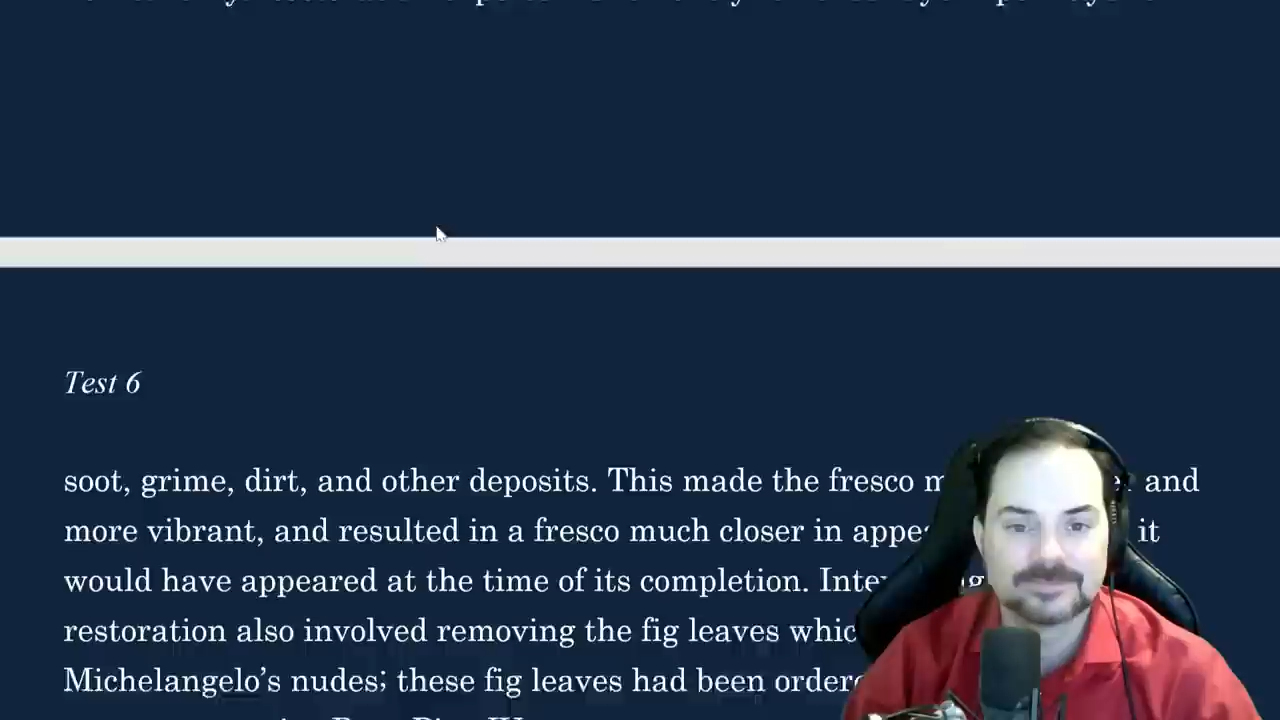 Test 6
soot, grime, dirt, and other deposits. This made the fresco and
more vibrant, and resulted in a fresco much closer in it
would have appeared at the time of its completion.
restoration also involved removing the fig leaves
Michelangelo’s nudes; these fig leaves had been